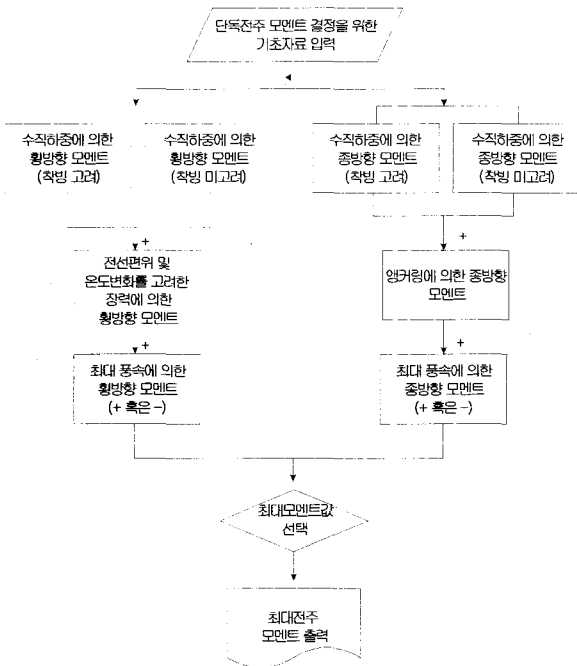 단독전주 모멘트 결정을 위한
기초자료 입력
수직하중에 의한
횡방향 모멘트
(착빙 고려)
수직하중에 의한
횡방향 모멘트
(착빙 미고려)
수직하중에 의한
종방향 모멘트
(착빙 고려)
수직하중에 의한
종방향 모멘트
(착빙 미고려)
+
+
전선편위 및
온도변화를 고려한
장력에 의한
횡방향 모멘트
앵커링에 의한 종방향
모멘트
+
+
최대 풍속에 의한
횡방향 모멘트
(+ 혹은 -)
최대 풍속에 의한
종방향 모멘트
(+ 혹은 -)
최대모멘트값
선택
최대전주
모멘트 출력